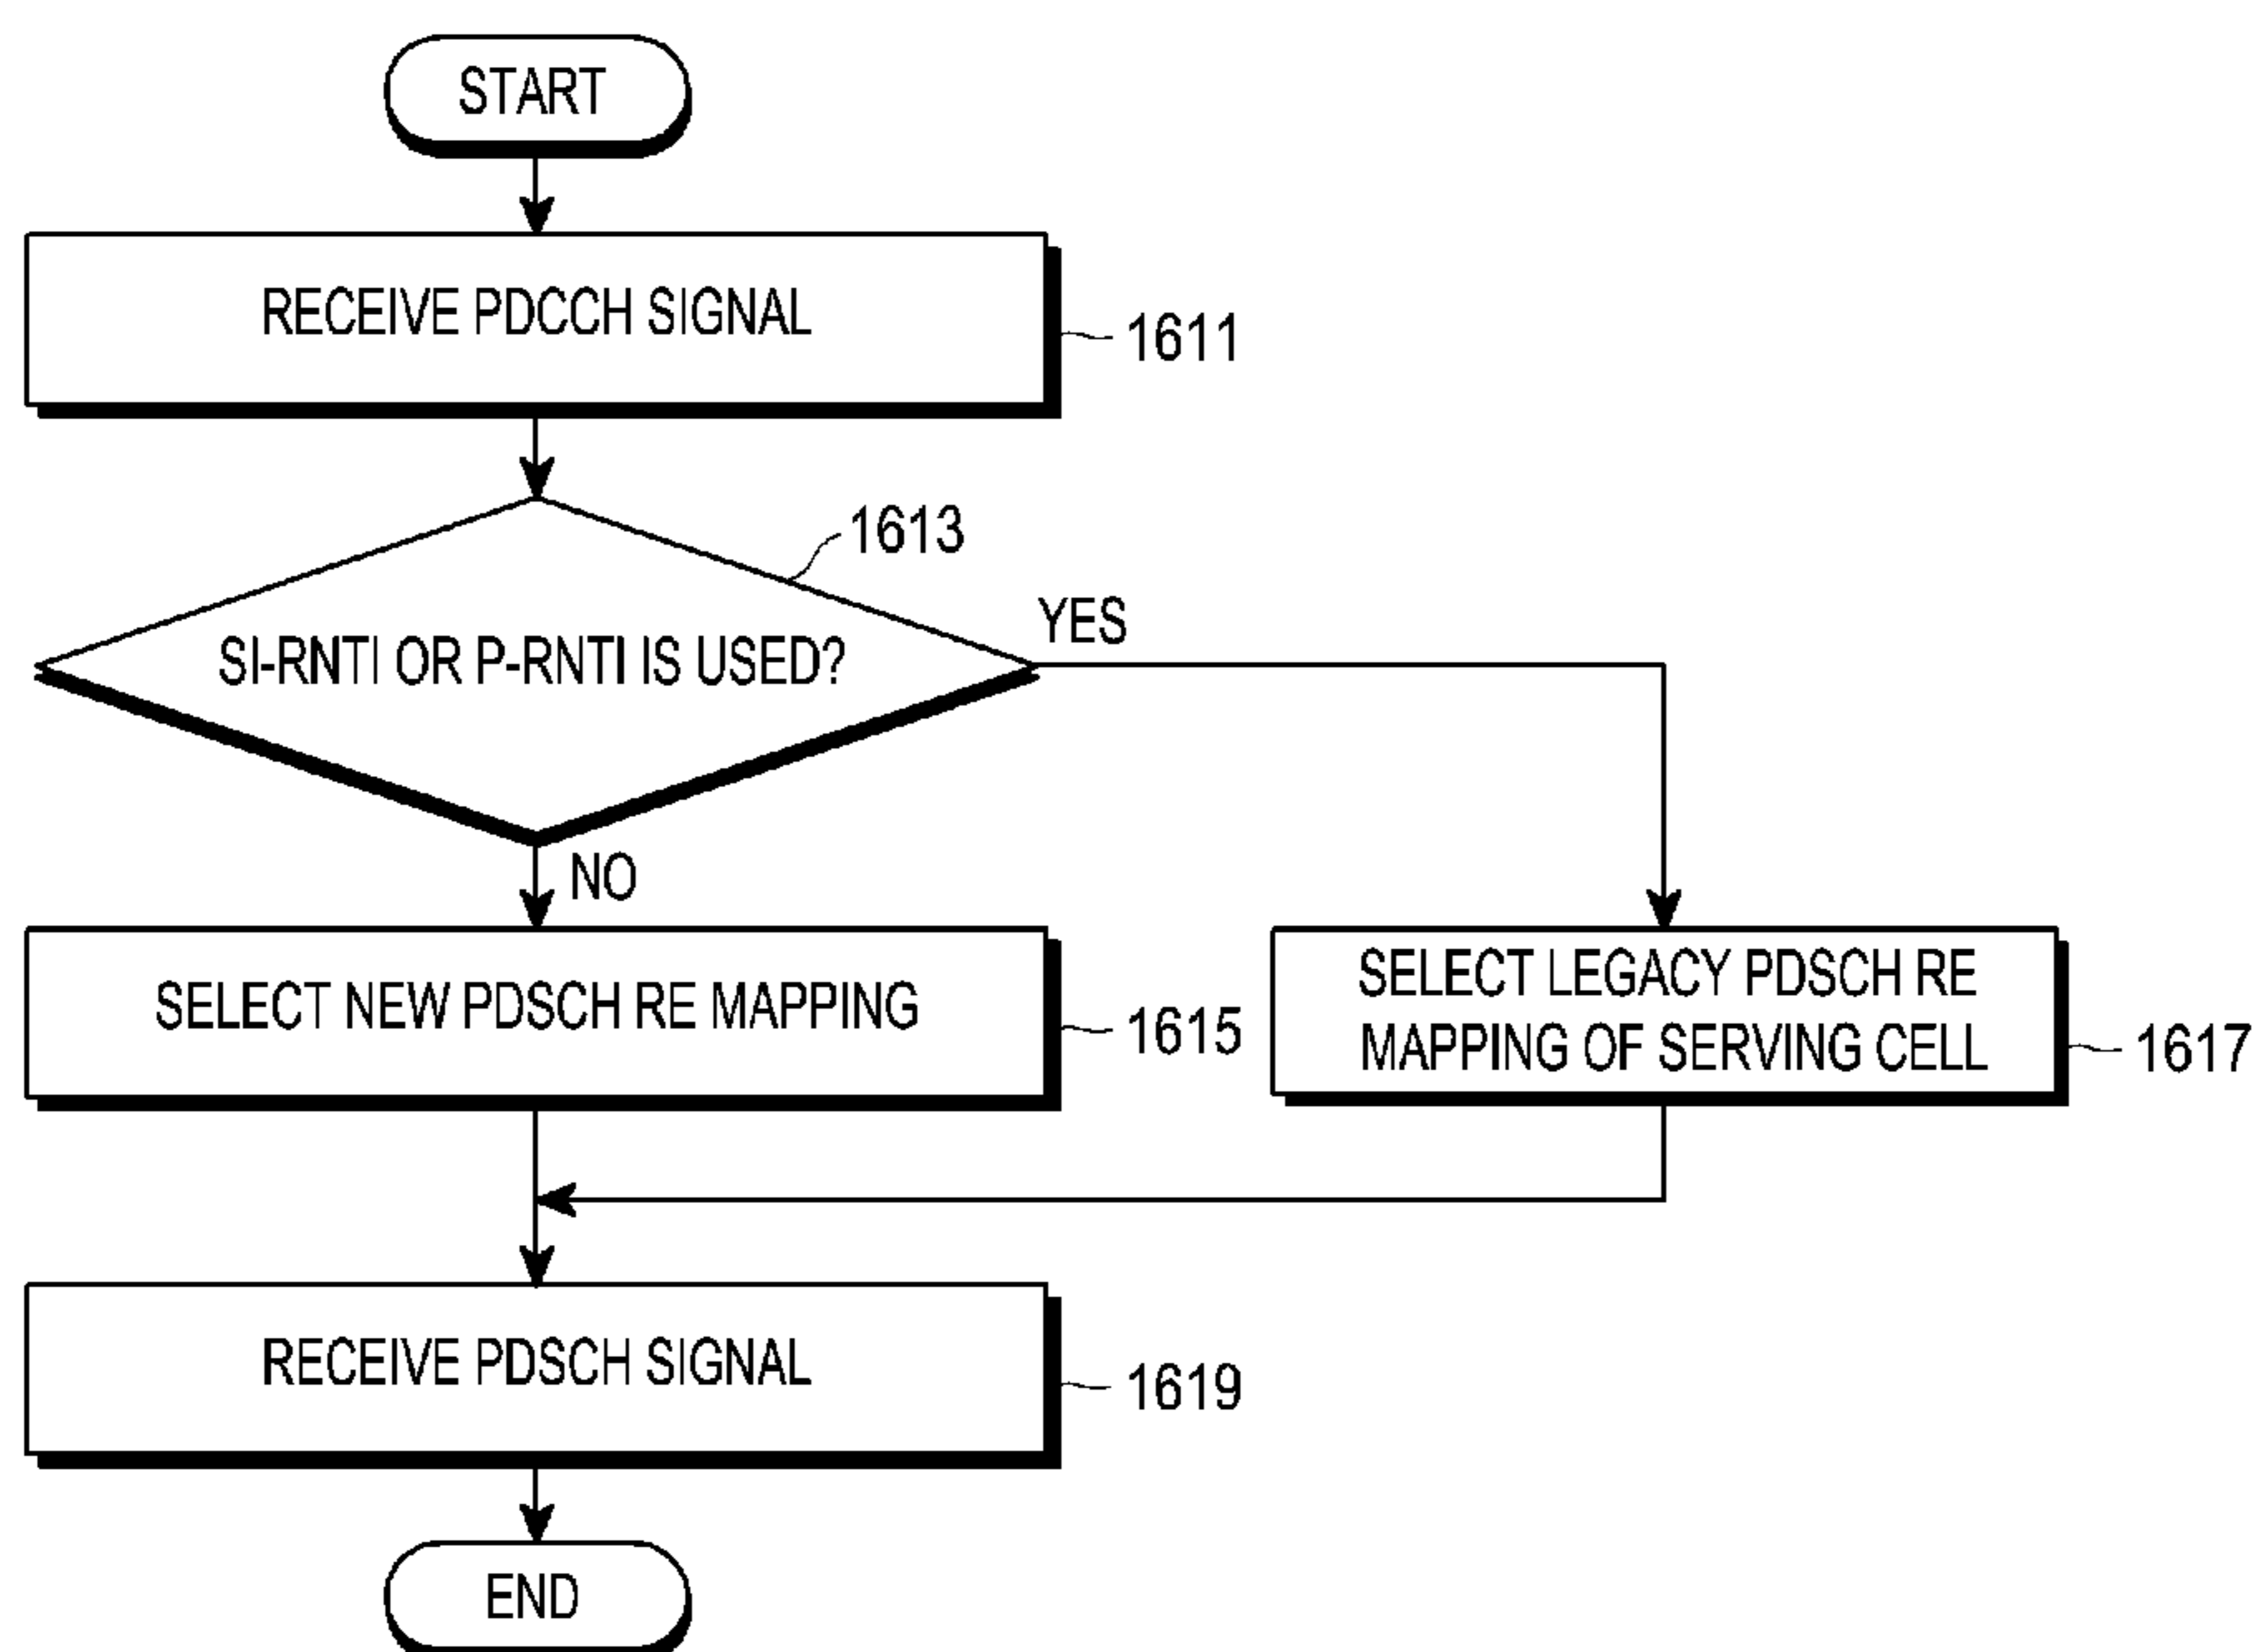 START
RECEIVE PDCCH SIGNAL
1611
1613
SI-RNTI OR P-RNTI IS USED?
YES
NO
SELECT NEW PDSCH RE MAPPING
1615
SELECT LEGACY PDSCH RE
MAPPING OF SERVING CELL
1617
RECEIVE PDSCH SIGNAL
1619
END